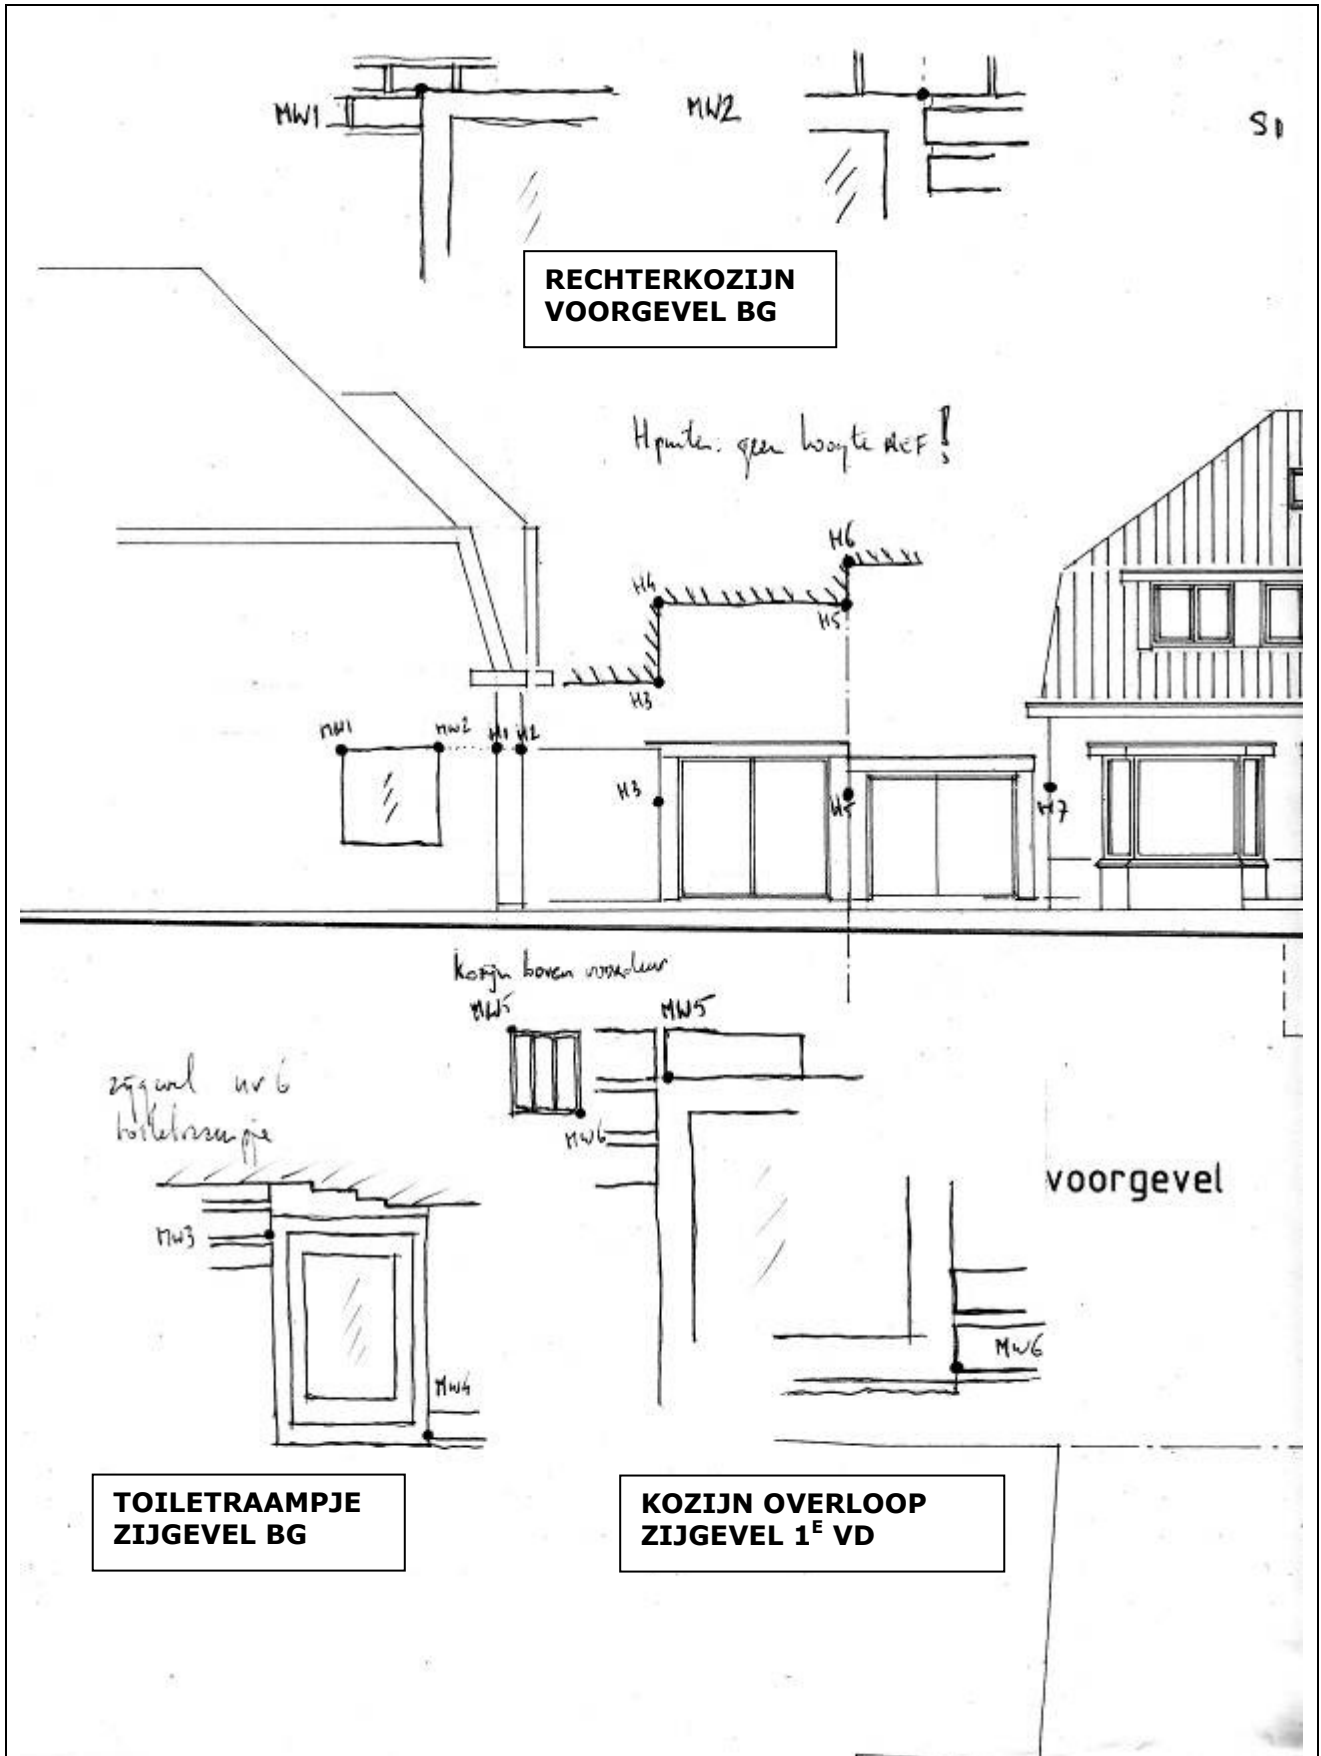 MW1
MW2
S1
RECHTERKOZIJN
VOORGEVEL BG
Hpunten: geen hoogte REF!
H6
H4
H5
H3
MW1
MW2
H1
H2
H3
H5
H7
Kozijn boven voordeur
MW5
MW5
zijgevel nr 6
toiletraampje
MW6
voorgevel
MW3
MW6
MW4
TOILETRAAMPJE
ZIJGEVEL BG
KOZIJN OVERLOOP
ZIJGEVEL 1E VD